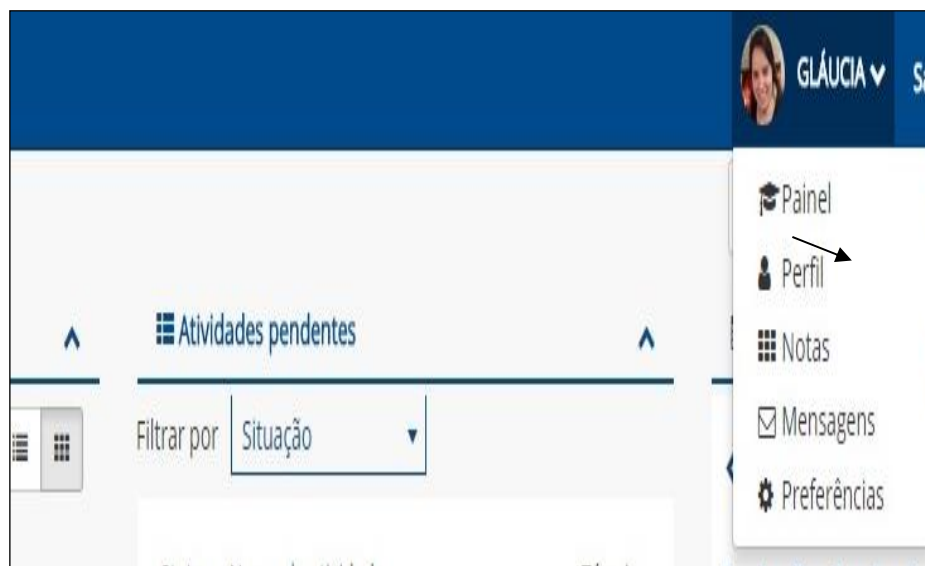 GLÁUCIA
Painel
Perfil
Atividades pendentes
Notas
Filtrar por Situação
Mensagens
Preferências